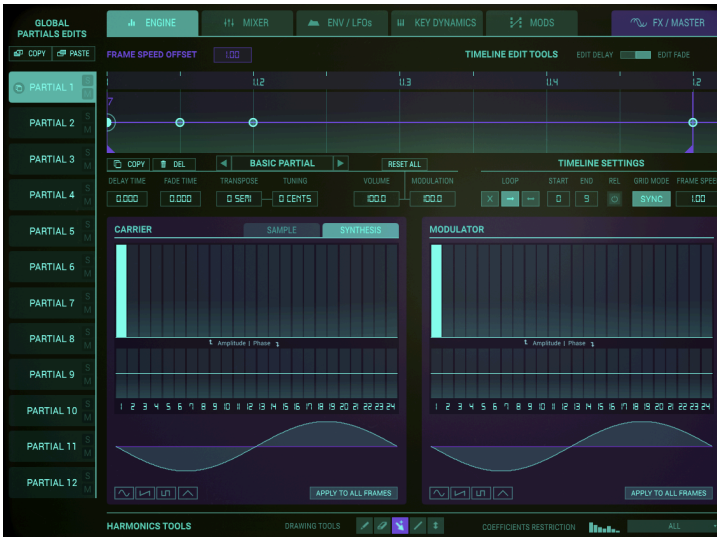 GLOBAL
PARTIALS EDITS
COPY PASTE
ENGINE MIXER ENV / LFOs KEY DYNAMICS MODS FX / MASTER
FRAME SPEED OFFSET 1.00 TIMELINE EDIT TOOLS EDIT DELAY EDIT FADE
1 1.1.2 1.1.3 1.1.4 1.2
PARTIAL 1
PARTIAL 2 S M
PARTIAL 3 S M
PARTIAL 4 S M
PARTIAL 5 S M
PARTIAL 6 S M
PARTIAL 7 S M
PARTIAL 8 S M
PARTIAL 9 S M
PARTIAL 10 S M
PARTIAL 11 S M
PARTIAL 12 S M
COPY DEL BASIC PARTIAL RESET ALL TIMELINE SETTINGS
DELAY TIME FADE TIME TRANSPOSE TUNING VOLUME MODULATION LOOP START END REL GRID MODE FRAME SPEE
0.000 0.000 0 SEMI 0 CENTS 100.0 100.0 X 0 9 SYNC 1.00
CARRIER SAMPLE SYNTHESIS
Amplitude | Phase
1 2 3 4 5 6 7 8 9 10 11 12 13 14 15 16 17 18 19 20 21 22 23 24
APPLY TO ALL FRAMES
MODULATOR
Amplitude | Phase
1 2 3 4 5 6 7 8 9 10 11 12 13 14 15 16 17 18 19 20 21 22 23 24
APPLY TO ALL FRAMES
HARMONICS TOOLS DRAWING TOOLS COEFFICIENTS RESTRICTION ALL